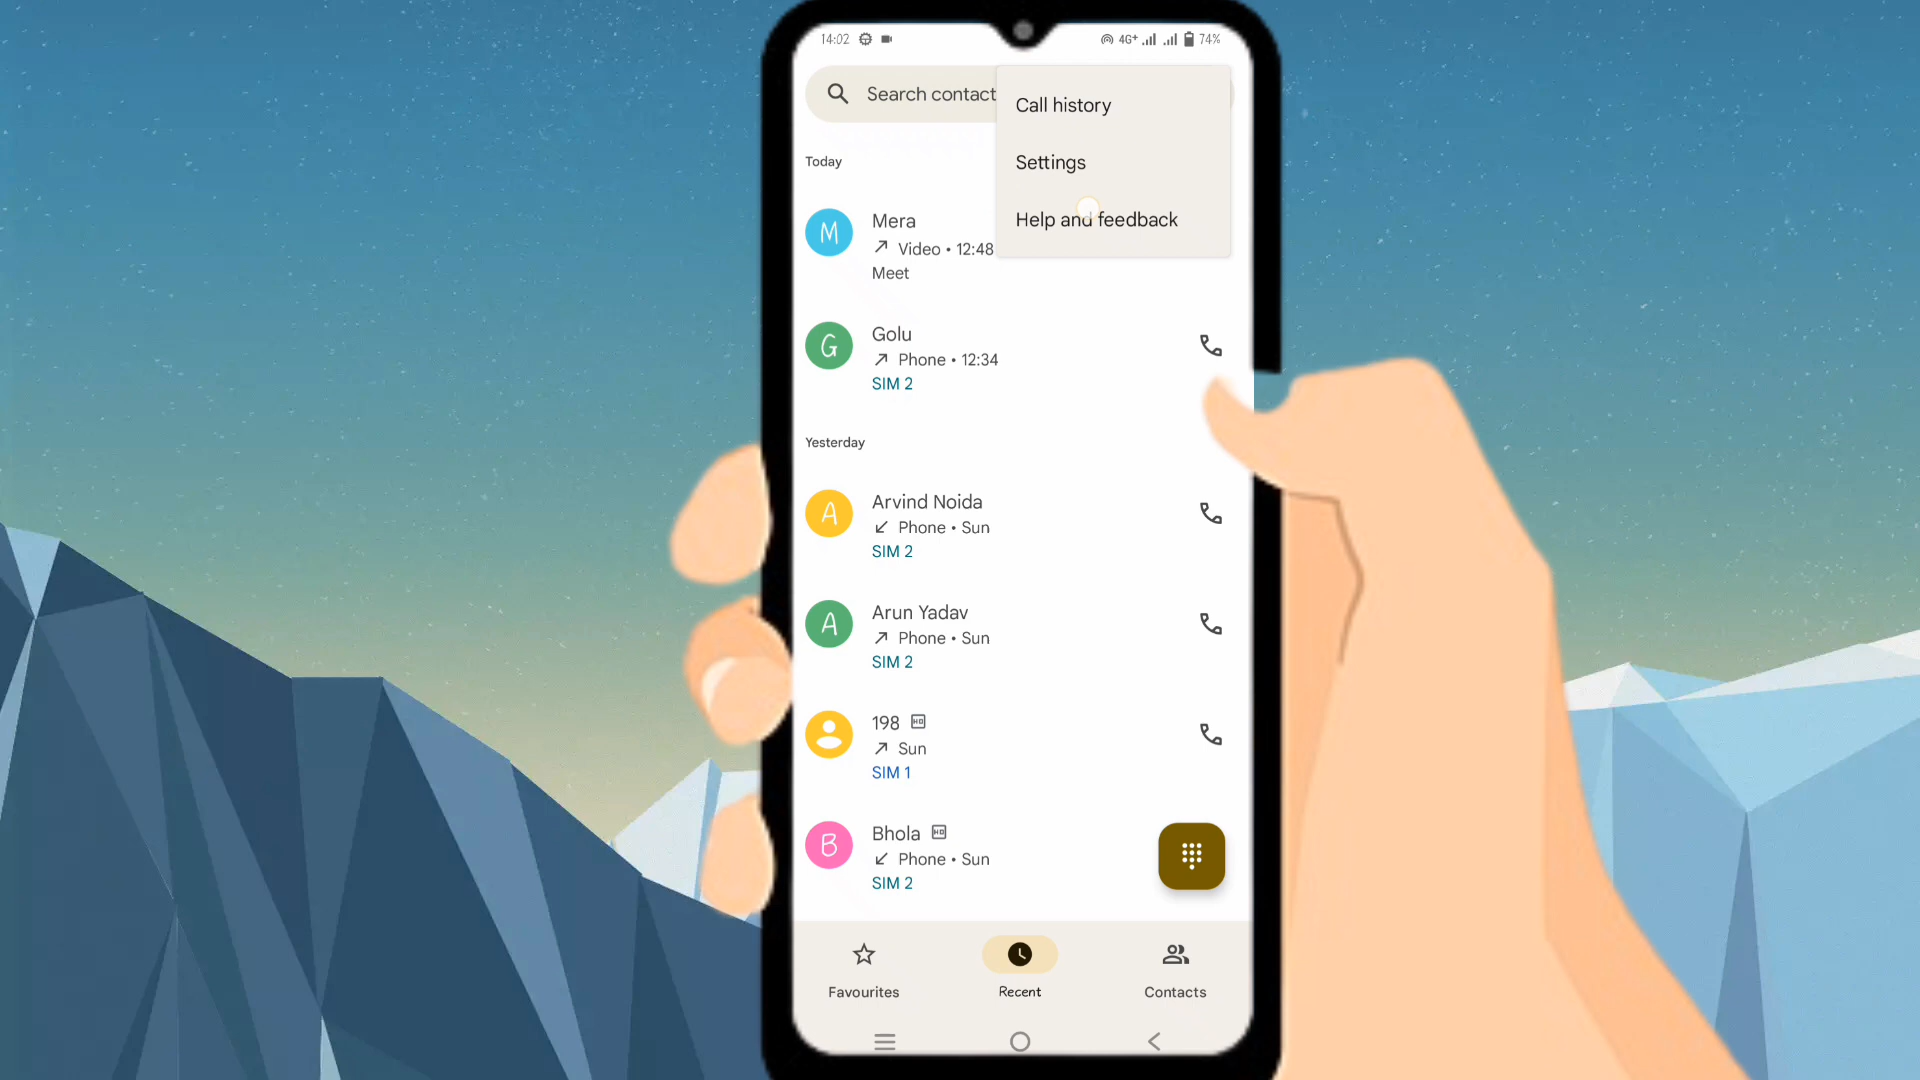 14:02
4G+ 74%
Search contact
Call history
Settings
Help and feedback
Today
M
Mera
Video • 12:48
Meet
G
Golu
Phone • 12:34
SIM 2
Yesterday
A
Arvind Noida
Phone • Sun
SIM 2
A
Arun Yadav
Phone • Sun
SIM 2
198 HD
Sun
SIM 1
B
Bhola HD
Phone • Sun
SIM 2
Favourites
Recent
Contacts